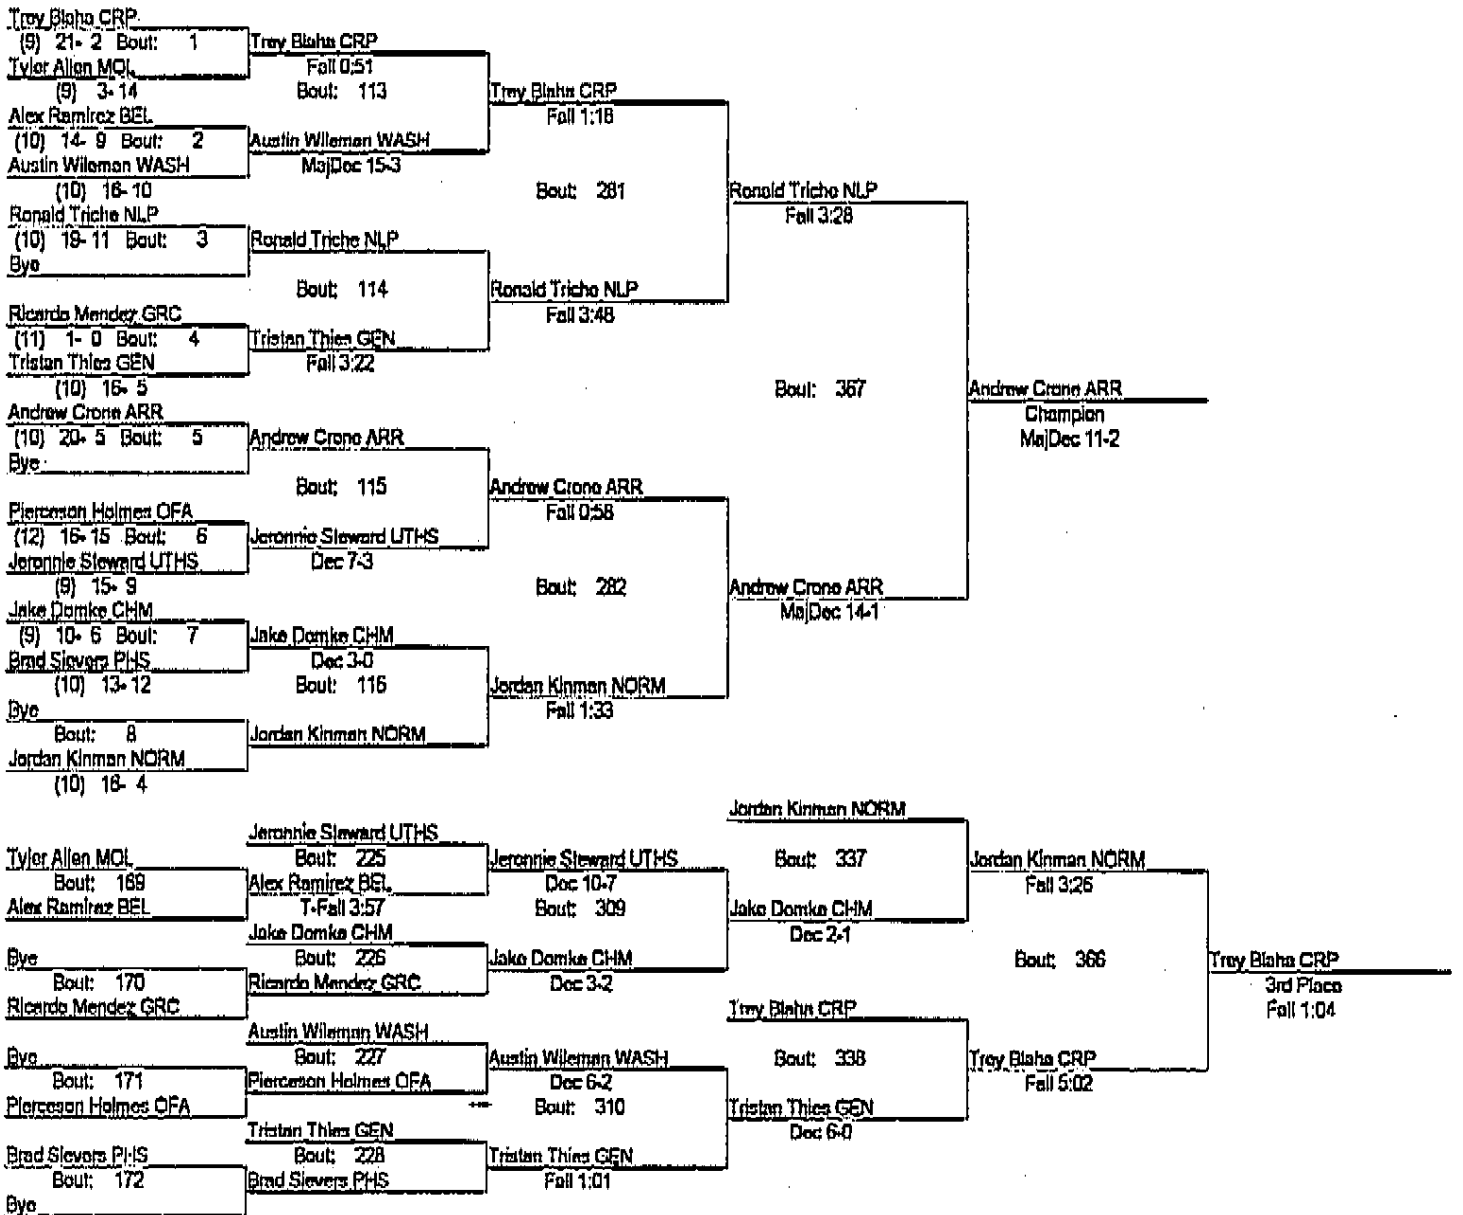 Troy Blaha CRP
(9) 21- 2 Bout: 1
Tyler Allen MOL
(9) 3-14
Alex Ramirez BEL
(10) 14- 9 Bout: 2
Austin Wileman WASH
(10) 16-10
Ronald Triche NLP
(10) 19-11 Bout: 3
Bye
Ricardo Mendez GRC
(11) 1- 0 Bout: 4
Tristan Thies GEN
(10) 16- 5
Andrew Crone ARR
(10) 20- 5 Bout: 5
Bye
Pierceson Holmes OFA
(12) 16-15 Bout: 6
Jeronnie Steward UTHS
(9) 15- 9
Jake Domke CHM
(9) 10- 6 Bout: 7
Brad Sievers PHS
(10) 13-12
Bye
Bout: 8
Jordan Kinman NORM
(10) 16- 4
Troy Blaha CRP
Fall 0:51
Bout: 113
Austin Wileman WASH
MajDec 15-3
Ronald Triche NLP
Bout: 114
Tristan Thies GEN
Fall 3:22
Andrew Crone ARR
Bout: 115
Jeronnie Steward UTHS
Dec 7-3
Jake Domke CHM
Dec 3-0
Bout: 116
Jordan Kinman NORM
Troy Blaha CRP
Fall 1:18
Bout: 281
Ronald Triche NLP
Fall 3:48
Andrew Crone ARR
Fall 0:58
Bout: 282
Jordan Kinman NORM
Fall 1:33
Ronald Triche NLP
Fall 3:28
Bout: 367
Andrew Crone ARR
MajDec 14-1
Andrew Crone ARR
Champion
MajDec 11-2
Tyler Allen MOL
Bout: 169
Alex Ramirez BEL
Bye
Bout: 170
Ricardo Mendez GRC
Bye
Bout: 171
Pierceson Holmes OFA
Brad Sievers PHS
Bout: 172
Bye
Jeronnie Steward UTHS
Bout: 225
Alex Ramirez BEL
T-Fall 3:57
Jake Domke CHM
Bout: 226
Ricardo Mendez GRC
Austin Wileman WASH
Bout: 227
Pierceson Holmes OFA
Tristan Thies GEN
Bout: 228
Brad Sievers PHS
Jeronnie Steward UTHS
Dec 10-7
Bout: 309
Jake Domke CHM
Dec 3-2
Austin Wileman WASH
Dec 6-2
Bout: 310
Tristan Thies GEN
Fall 1:01
Jordan Kinman NORM
Bout: 337
Jake Domke CHM
Dec 2-1
Troy Blaha CRP
Bout: 338
Tristan Thies GEN
Dec 6-0
Jordan Kinman NORM
Fall 3:26
Bout: 366
Troy Blaha CRP
Fall 5:02
Troy Blaha CRP
3rd Place
Fall 1:04